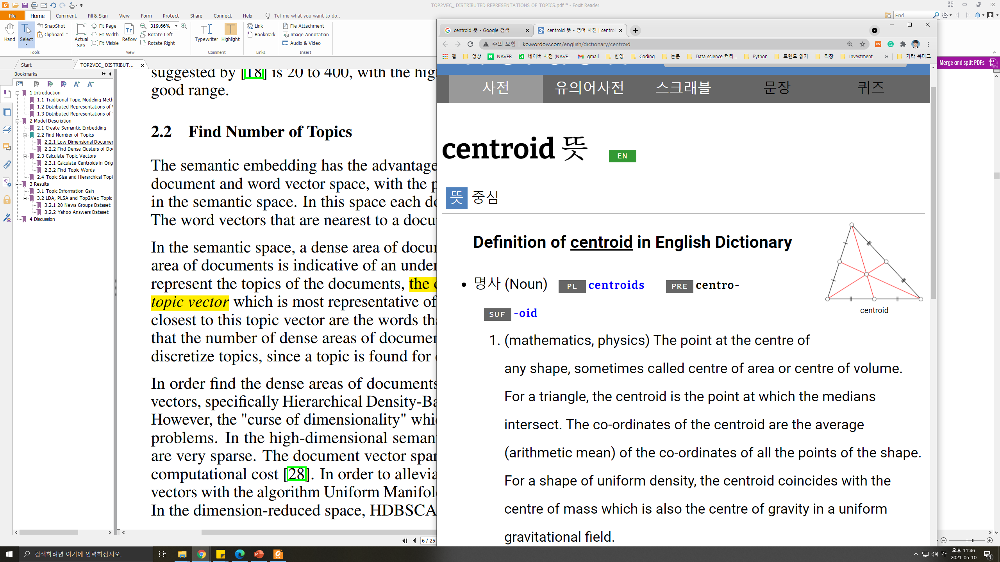 TOP2VEC_ DISTRIBUTED REPRESENTATIONS OF TOPICS.pdf * - Foxit Reader
File Home Comment Fill & Sign View Form Protect Share Connect Help Tell me what you want to do.. Find
Hand
Select
SnapShot
Clipboard
Tools
Actual Size
Fit Page
Fit Width
Fit Visible
Reflow
319.66%
Rotate Left
Rotate Right
View
Typewriter
Highlight
Comment
Link
Bookmark
Links
File Attachment
Image Annotation
Audio & Video
Insert
Start
TOP2VEC_ DISTRIBUT...
Merge and split PDFs
Bookmarks
1 Introduction
1.1 Traditional Topic Modeling Meth
1.2 Distributed Representations of
1.3 Distributed Representations of
2 Model Description
2.1 Create Semantic Embedding
2.2 Find Number of Topics
2.2.1 Low Dimensional Documen
2.2.2 Find Dense Clusters of Do
2.3 Calculate Topic Vectors
2.3.1 Calculate Centroids in Orig
2.3.2 Find Topic Words
2.4 Topic Size and Hierarchical Topi
3 Results
3.1 Topic Information Gain
3.2 LDA, PLSA and Top2Vec Topic
3.2.1 20 News Groups Dataset
3.2.2 Yahoo Answers Dataset
4 Discussion
suggested by [18] is 20 to 400, with the hig
good range.
2.2 Find Number of Topics
The semantic embedding has the advantage
document and word vector space, with the p
in the semantic space. In this space each do
The word vectors that are nearest to a docu
In the semantic space, a dense area of docu
area of documents is indicative of an under
represent the topics of the documents, the c
topic vector which is most representative of
closest to this topic vector are the words tha
that the number of dense areas of documen
discretize topics, since a topic is found for
In order find the dense areas of documents
vectors, specifically Hierarchical Density-Ba
However, the "curse of dimensionality" whi
problems. In the high-dimensional seman
are very sparse. The document vector spar
computational cost [28]. In order to allevia
vectors with the algorithm Uniform Manifol
In the dimension-reduced space, HDBSCA
6 / 25
centroid 뜻 - Google 검색
centroid 뜻 - 영어 사전 | centro
주의 요함 | ko.wordow.com/english/dictionary/centroid
앱 영상 NAVER 네이버 사전 (NAVE... gmail 한양 Coding 논문 Data science 커리... Python 트렌드 읽기 직장 Investment » 기타 북마크
사전 유의어사전 스크래블 문장 퀴즈
centroid 뜻 EN
뜻 중심
Definition of centroid in English Dictionary
명사 (Noun) PL centroids PRE centro-
SUF -oid
centroid
1. (mathematics, physics) The point at the centre of
any shape, sometimes called centre of area or centre of volume.
For a triangle, the centroid is the point at which the medians
intersect. The co-ordinates of the centroid are the average
(arithmetic mean) of the co-ordinates of all the points of the shape.
For a shape of uniform density, the centroid coincides with the
centre of mass which is also the centre of gravity in a uniform
gravitational field.
검색하려면 여기에 입력하십시오.
가
오후 11:46
2021-05-10